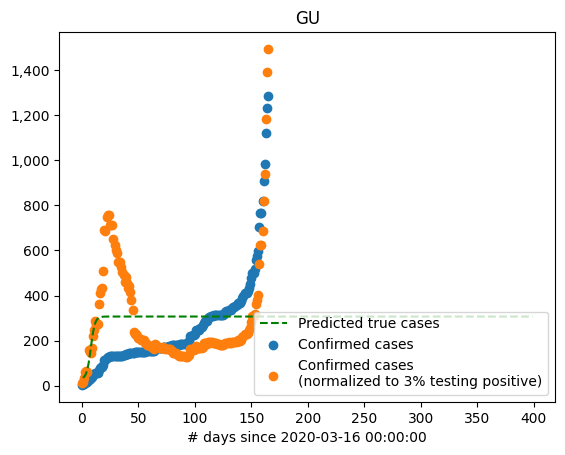 GU
1,400
1,200
1,000
800
600
400
200
0
Predicted true cases
Confirmed cases
Confirmed cases
(normalized to 3% testing positive)
0 50 100 150 200 250 300 350 400
# days since 2020-03-16 00:00:00